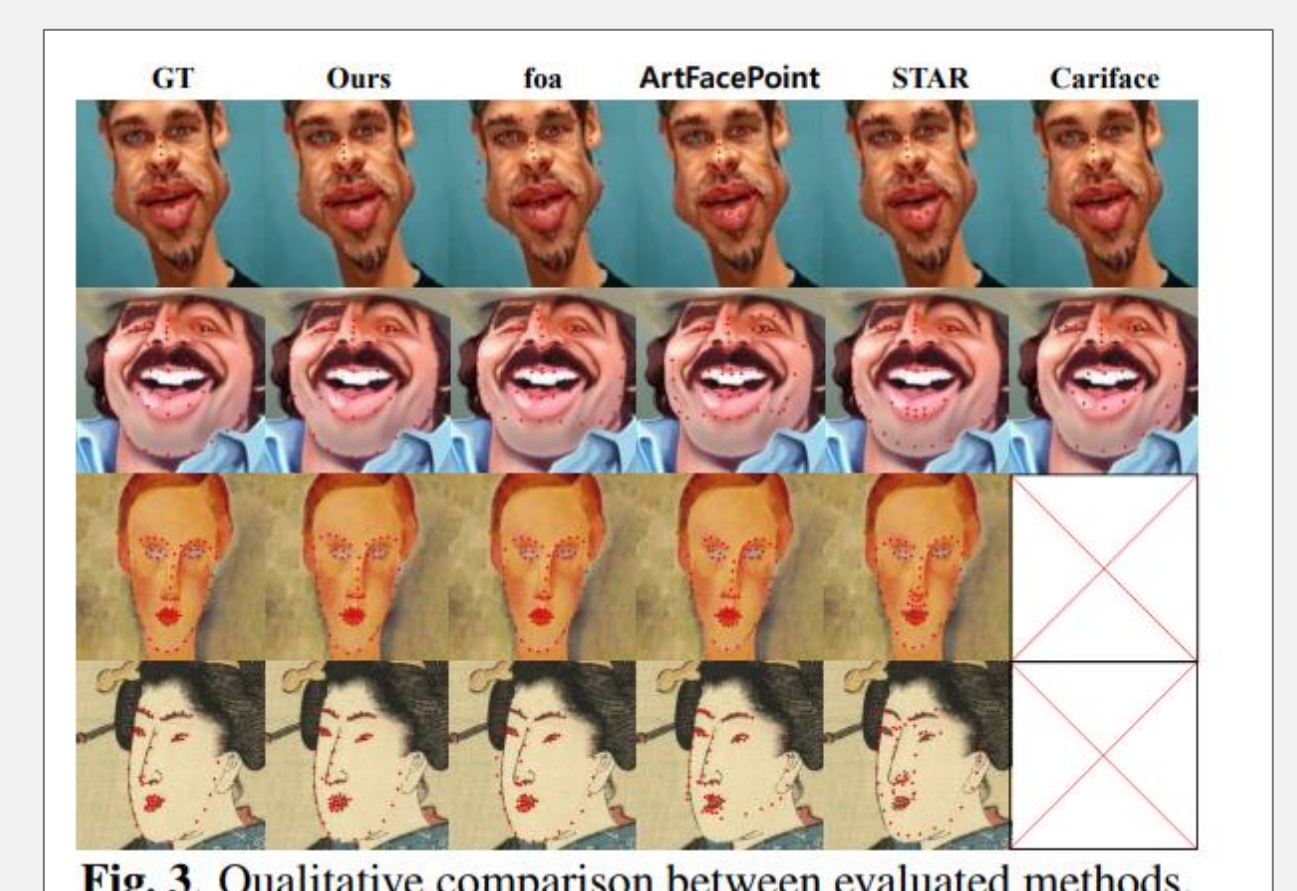 GT Ours foa ArtFacePoint STAR Cariface
Fig. 3. Qualitative comparison between evaluated methods.